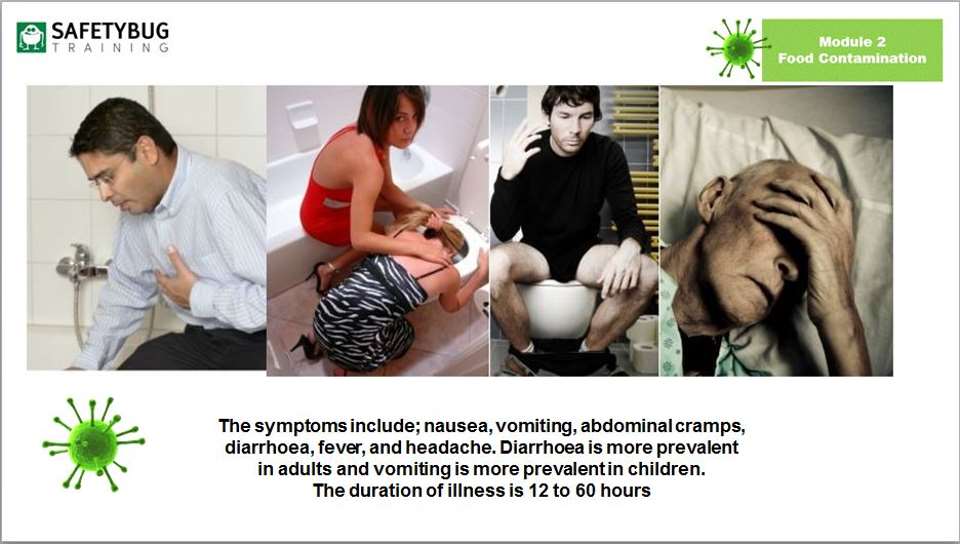 SAFETYBUG
TRAINING
Module 2
Food Contamination
The symptoms include; nausea, vomiting, abdominal cramps,
diarrhoea, fever, and headache. Diarrhoea is more prevalent
in adults and vomiting is more prevalent in children.
The duration of illness is 12 to 60 hours